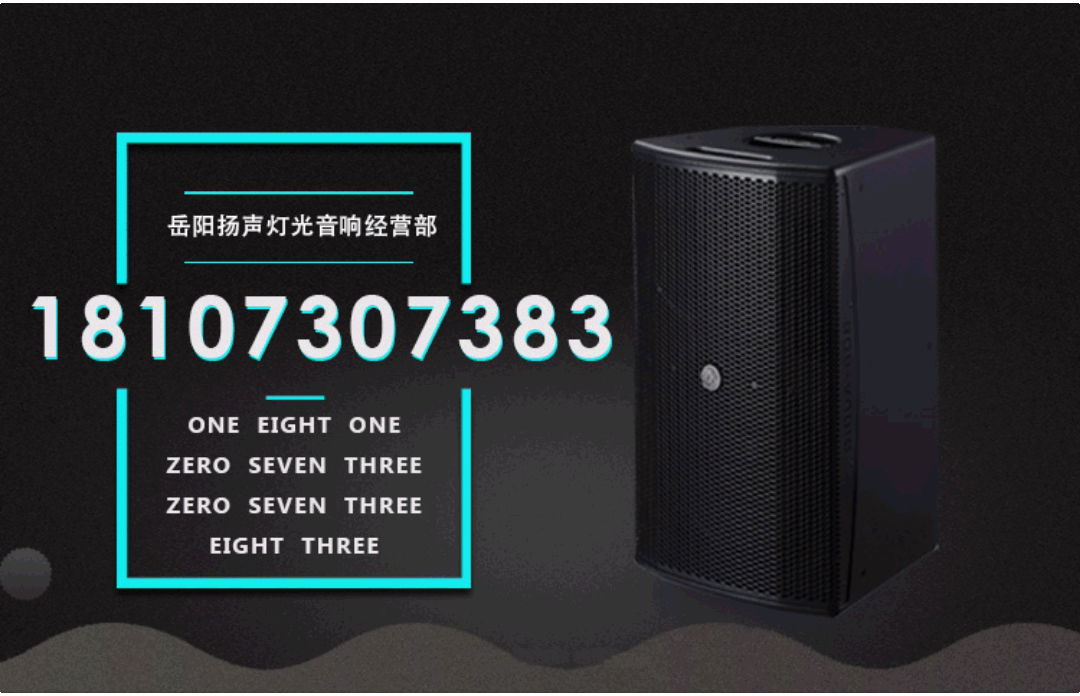 岳阳扬声灯光音响经营部
18107307383
ONE EIGHT ONE
ZERO SEVEN THREE
ZERO SEVEN THREE
EIGHT THREE